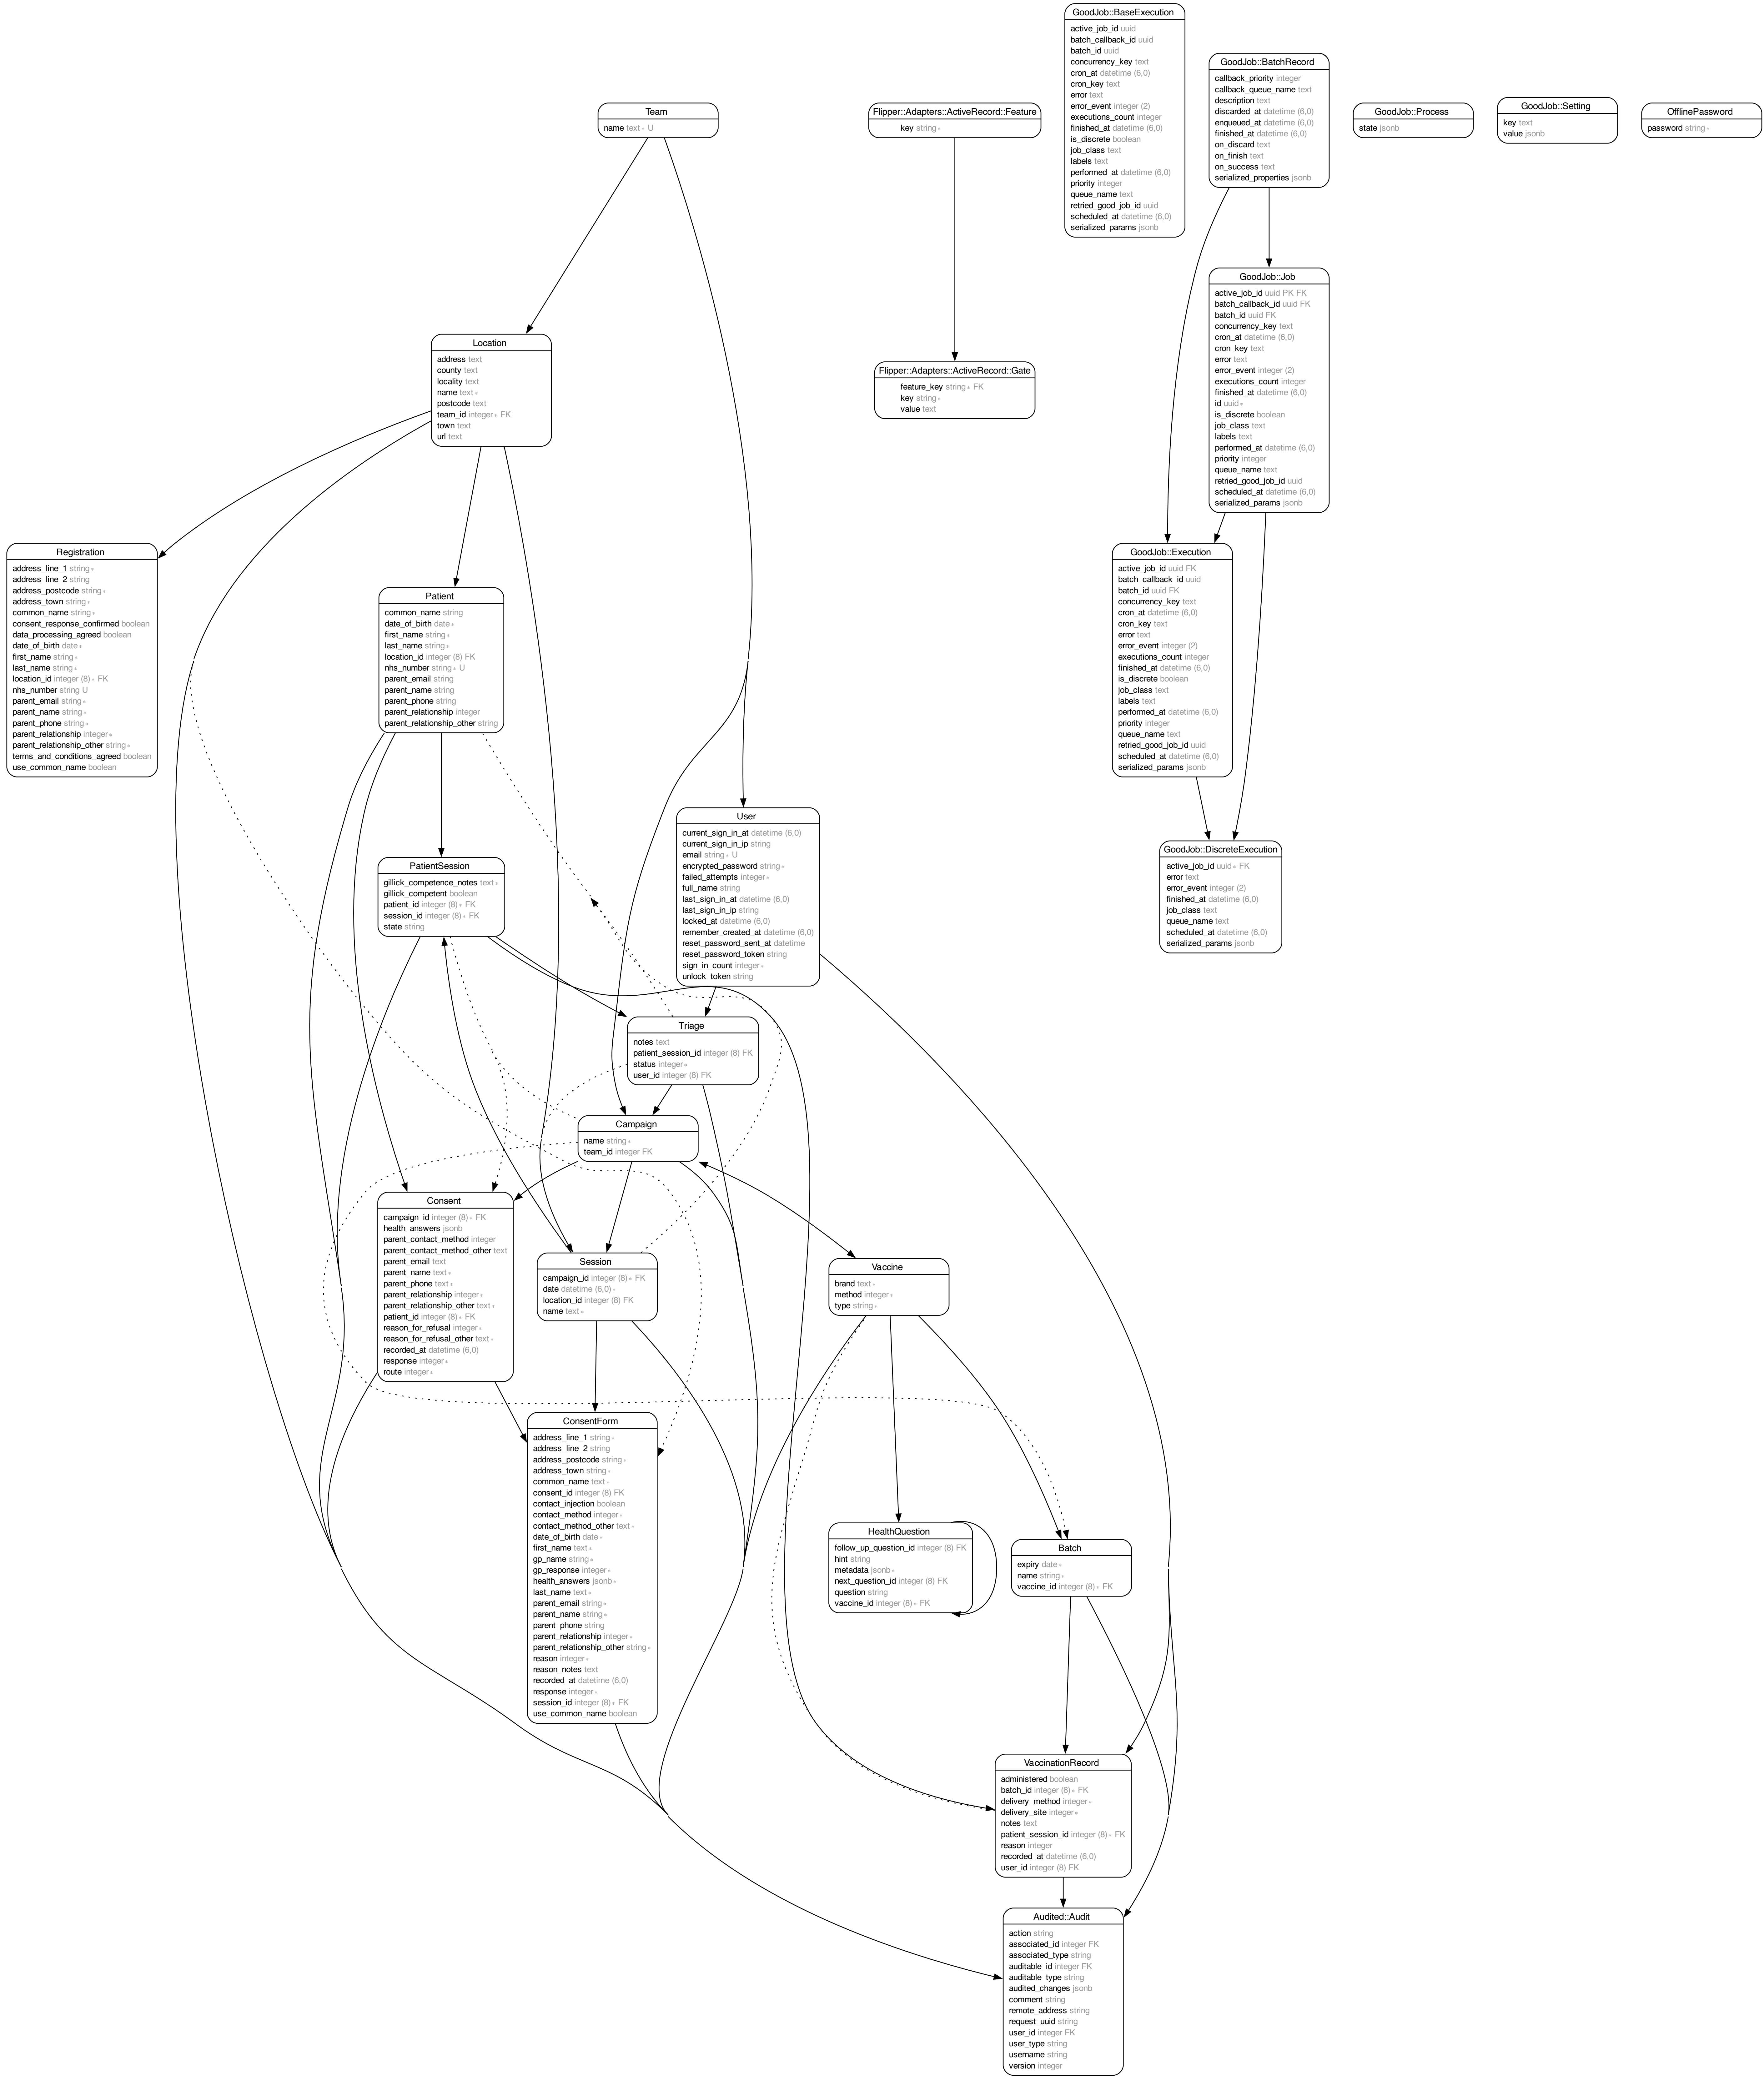 GoodJob::BaseExecution
active_job_id uuid
batch_callback_id uuid
batch_id uuid
concurrency_key text
cron_at datetime (6,0)
cron_key text
error text
error_event integer (2)
executions_count integer
finished_at datetime (6,0)
is_discrete boolean
job_class text
labels text
performed_at datetime (6,0)
priority integer
queue_name text
retried_good_job_id uuid
scheduled_at datetime (6,0)
serialized_params jsonb
GoodJob::BatchRecord
callback_priority integer
callback_queue_name text
description text
discarded_at datetime (6,0)
enqueued_at datetime (6,0)
finished_at datetime (6,0)
on_discard text
on_finish text
on_success text
serialized_properties jsonb
Team
name text∗ U
Flipper::Adapters::ActiveRecord::Feature
key string∗
GoodJob::Process
state jsonb
GoodJob::Setting
key text
value jsonb
OfflinePassword
password string∗
GoodJob::Job
active_job_id uuid PK FK
batch_callback_id uuid FK
batch_id uuid FK
concurrency_key text
cron_at datetime (6,0)
cron_key text
error text
error_event integer (2)
executions_count integer
finished_at datetime (6,0)
id uuid∗
is_discrete boolean
job_class text
labels text
performed_at datetime (6,0)
priority integer
queue_name text
retried_good_job_id uuid
scheduled_at datetime (6,0)
serialized_params jsonb
Location
address text
county text
locality text
name text∗
postcode text
team_id integer∗ FK
town text
url text
Flipper::Adapters::ActiveRecord::Gate
feature_key string∗ FK
key string∗
value text
Registration
address_line_1 string∗
address_line_2 string
address_postcode string∗
address_town string∗
common_name string∗
consent_response_confirmed boolean
data_processing_agreed boolean
date_of_birth date∗
first_name string∗
last_name string∗
location_id integer (8)∗ FK
nhs_number string U
parent_email string∗
parent_name string∗
parent_phone string∗
parent_relationship integer∗
parent_relationship_other string∗
terms_and_conditions_agreed boolean
use_common_name boolean
Patient
common_name string
date_of_birth date∗
first_name string∗
last_name string∗
location_id integer (8) FK
nhs_number string∗ U
parent_email string
parent_name string
parent_phone string
parent_relationship integer
parent_relationship_other string
GoodJob::Execution
active_job_id uuid FK
batch_callback_id uuid
batch_id uuid FK
concurrency_key text
cron_at datetime (6,0)
cron_key text
error text
error_event integer (2)
executions_count integer
finished_at datetime (6,0)
is_discrete boolean
job_class text
labels text
performed_at datetime (6,0)
priority integer
queue_name text
retried_good_job_id uuid
scheduled_at datetime (6,0)
serialized_params jsonb
User
current_sign_in_at datetime (6,0)
current_sign_in_ip string
email string∗ U
encrypted_password string∗
failed_attempts integer∗
full_name string
last_sign_in_at datetime (6,0)
last_sign_in_ip string
locked_at datetime (6,0)
remember_created_at datetime (6,0)
reset_password_sent_at datetime
reset_password_token string
sign_in_count integer∗
unlock_token string
PatientSession
gillick_competence_notes text∗
gillick_competent boolean
patient_id integer (8)∗ FK
session_id integer (8)∗ FK
state string
GoodJob::DiscreteExecution
active_job_id uuid∗ FK
error text
error_event integer (2)
finished_at datetime (6,0)
job_class text
queue_name text
scheduled_at datetime (6,0)
serialized_params jsonb
Triage
notes text
patient_session_id integer (8) FK
status integer∗
user_id integer (8) FK
Campaign
name string∗
team_id integer FK
Consent
campaign_id integer (8)∗ FK
health_answers jsonb
parent_contact_method integer
parent_contact_method_other text
parent_email text
parent_name text∗
parent_phone text∗
parent_relationship integer∗
parent_relationship_other text∗
patient_id integer (8)∗ FK
reason_for_refusal integer∗
reason_for_refusal_other text∗
recorded_at datetime (6,0)
response integer∗
route integer∗
Session
campaign_id integer (8)∗ FK
date datetime (6,0)∗
location_id integer (8) FK
name text∗
Vaccine
brand text∗
method integer∗
type string∗
ConsentForm
address_line_1 string∗
address_line_2 string
address_postcode string∗
address_town string∗
common_name text∗
consent_id integer (8) FK
contact_injection boolean
contact_method integer∗
contact_method_other text∗
date_of_birth date∗
first_name text∗
gp_name string∗
gp_response integer∗
health_answers jsonb∗
last_name text∗
parent_email string∗
parent_name string∗
parent_phone string
parent_relationship integer∗
parent_relationship_other string∗
reason integer∗
reason_notes text
recorded_at datetime (6,0)
response integer∗
session_id integer (8)∗ FK
use_common_name boolean
HealthQuestion
follow_up_question_id integer (8) FK
hint string
metadata jsonb∗
next_question_id integer (8) FK
question string
vaccine_id integer (8)∗ FK
Batch
expiry date∗
name string∗
vaccine_id integer (8)∗ FK
VaccinationRecord
administered boolean
batch_id integer (8)∗ FK
delivery_method integer∗
delivery_site integer∗
notes text
patient_session_id integer (8)∗ FK
reason integer
recorded_at datetime (6,0)
user_id integer (8) FK
Audited::Audit
action string
associated_id integer FK
associated_type string
auditable_id integer FK
auditable_type string
audited_changes jsonb
comment string
remote_address string
request_uuid string
user_id integer FK
user_type string
username string
version integer